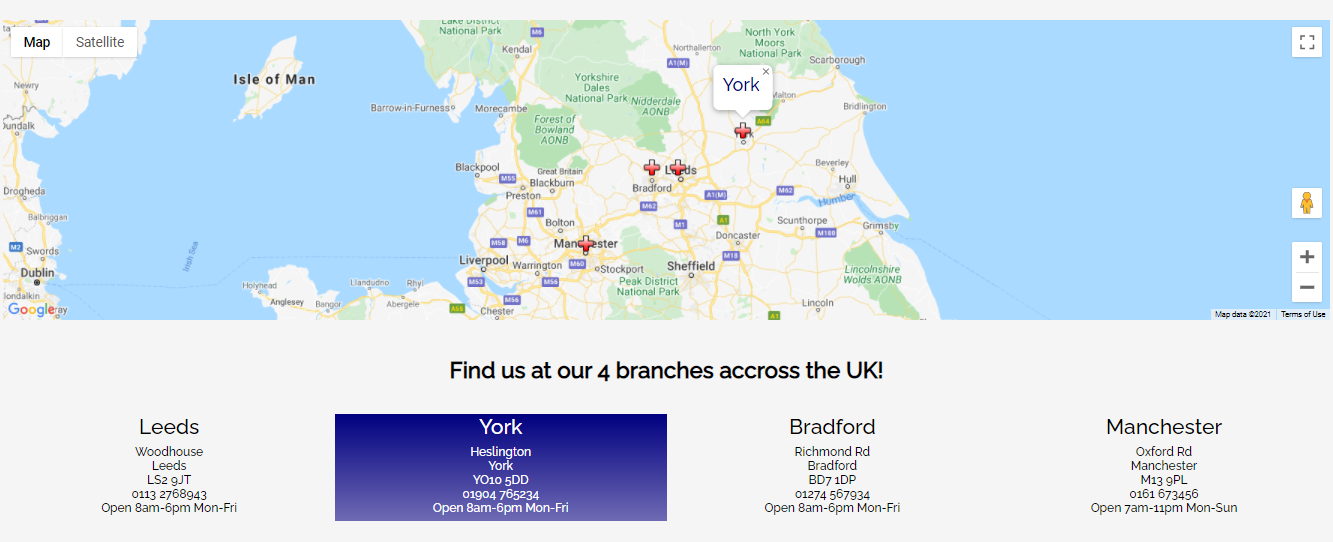 Map
Satellite
Lake District
National Park
M6
Kendal
Northallerton
A1(M)
North York
Moors
National Park
Scarborough
Isle of Man
Newry
Dundalk
Barrow-in-Furness
Morecambe
Yorkshire
Dales
National Park
Nidderdale
AONB
York
Malton
A64
Bridlington
Forest of
Bowland
AONB
Blackpool
M55
Preston
Great Britain
Blackburn
Bradford
Leeds
A1(M)
M62
Beverley
Hull
Humber
Drogheda
Balbriggan
M2
Swords
Dublin
Irish Sea
M61
M62
M1
A1
Scunthorpe
M180
Grimsby
Bolton
M58
M6
Manchester
M60
Stockport
Doncaster
M18
Sheffield
Liverpool
Warrington
M53
M56
M56
Peak District
National Park
Lincolnshire
Wolds AONB
Holyhead
Anglesey
Llandudno
Rhyl
Bangor
Abergele
A55
Chester
Lincoln
A1
Google
Map data ©2021
Terms of Use
Find us at our 4 branches accross the UK!
Leeds
Woodhouse
Leeds
LS2 9JT
0113 2768943
Open 8am-6pm Mon-Fri
York
Heslington
York
YO10 5DD
01904 765234
Open 8am-6pm Mon-Fri
Bradford
Richmond Rd
Bradford
BD7 1DP
01274 567934
Open 8am-6pm Mon-Fri
Manchester
Oxford Rd
Manchester
M13 9PL
0161 673456
Open 7am-11pm Mon-Sun